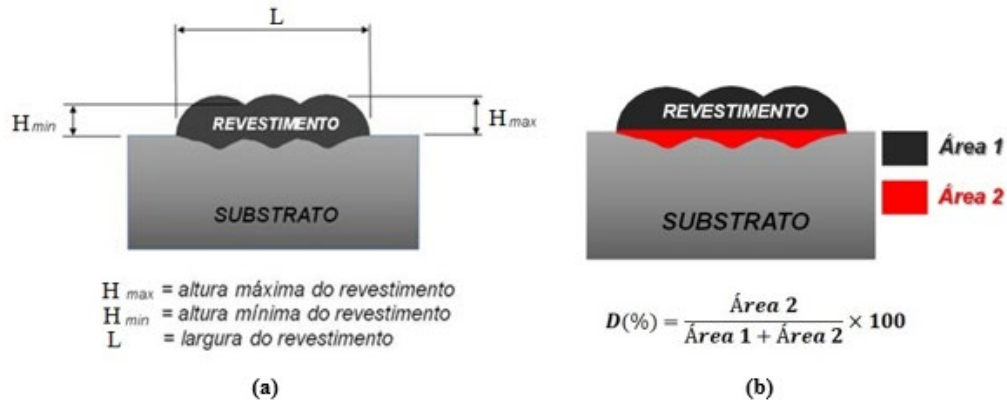 L
H min
REVESTIMENTO
H max
SUBSTRATO
H max = altura máxima do revestimento
H min = altura mínima do revestimento
L = largura do revestimento
(a)
REVESTIMENTO
Área 1
Área 2
SUBSTRATO
D(%) = Área 2 / Área 1 + Área 2 × 100
(b)